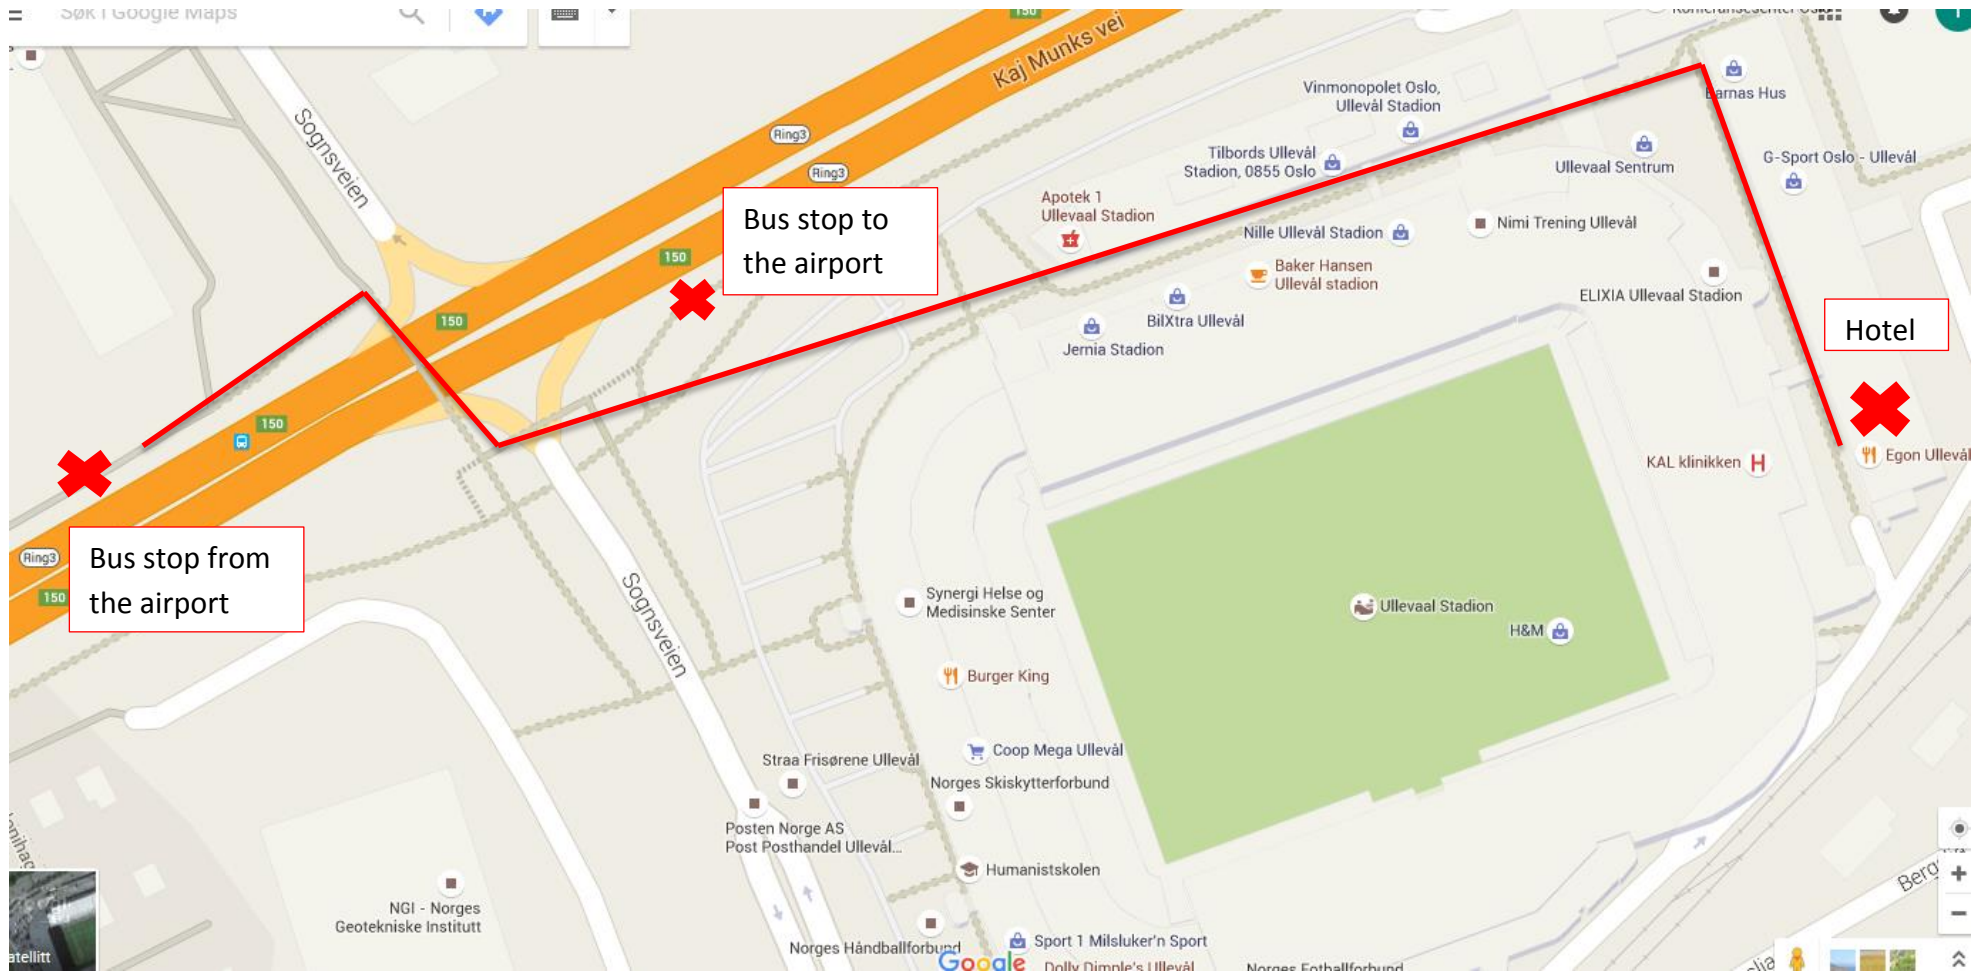 Søk i Google Maps
150
Kaj Munks vei
Konferansesenter Oslo
Sognsveien
Ring3
Ring3
Vinmonopolet Oslo,
Ullevål Stadion
Barnas Hus
Tilbords Ullevål
Stadion, 0855 Oslo
Ullevaal Sentrum
G-Sport Oslo - Ullevål
Apotek 1
Ullevaal Stadion
Bus stop to
the airport
150
Nille Ullevål Stadion
Nimi Trening Ullevål
Baker Hansen
Ullevål stadion
ELIXIA Ullevaal Stadion
BilXtra Ullevål
Jernia Stadion
150
Hotel
150
KAL klinikken
Egon Ullevål
Ring3
150
Bus stop from
the airport
Sognsveien
Synergi Helse og
Medisinske Senter
Ullevaal Stadion
H&M
Burger King
Coop Mega Ullevål
Straa Frisørene Ullevål
Norges Skiskytterforbund
Posten Norge AS
Post Posthandel Ullevål...
Humanistskolen
NGI - Norges
Geotekniske Institutt
Norges Håndballforbund
Sport 1 Milsluker'n Sport
Google
Dolly Dimple's Ullevål
Norges Fotballforbund
atellitt